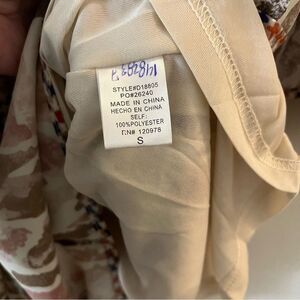 STYLE#D18805
PO#26240
MADE IN CHINA
HECHO EN CHINA
SELF:
100%POLYESTER
RN# 120978
S